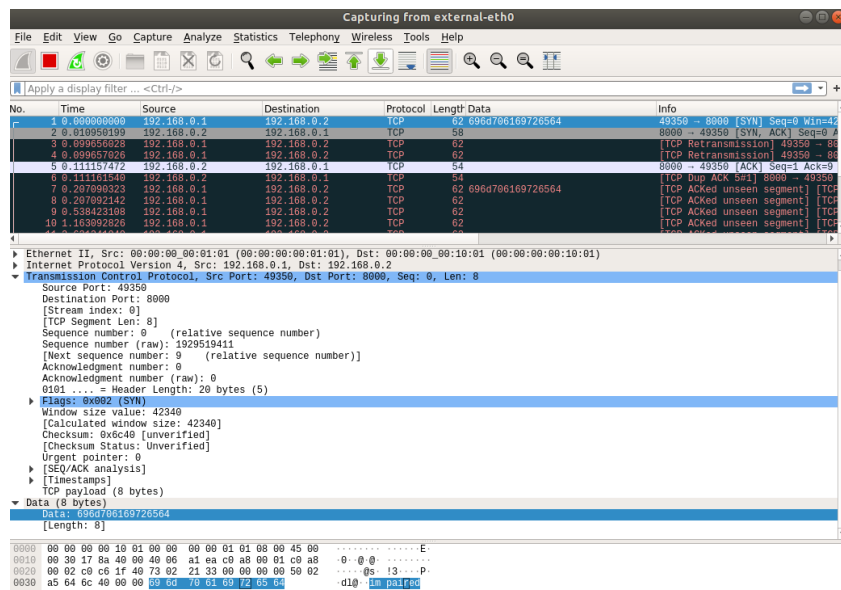 Capturing from external-eth0
File Edit View Go Capture Analyze Statistics Telephony Wireless Tools Help
Apply a display filter ... <Ctrl-/>
No. Time Source Destination Protocol Length Data Info
1 0.000000000 192.168.0.1 192.168.0.2 TCP 62 696d706169726564 49350 → 8000 [SYN] Seq=0 Win=42
2 0.010950199 192.168.0.2 192.168.0.1 TCP 58 8000 → 49350 [SYN, ACK] Seq=0 A
3 0.099656028 192.168.0.1 192.168.0.2 TCP 62 [TCP Retransmission] 49350 → 80
4 0.099657026 192.168.0.1 192.168.0.2 TCP 62 [TCP Retransmission] 49350 → 80
5 0.111157472 192.168.0.2 192.168.0.1 TCP 54 8000 → 49350 [ACK] Seq=1 Ack=9
6 0.111161540 192.168.0.2 192.168.0.1 TCP 54 [TCP Dup ACK 5#1] 8000 → 49350
7 0.207090323 192.168.0.1 192.168.0.2 TCP 62 696d706169726564 [TCP ACKed unseen segment] [TCP
8 0.207092142 192.168.0.1 192.168.0.2 TCP 62 [TCP ACKed unseen segment] [TCP
9 0.538423108 192.168.0.1 192.168.0.2 TCP 62 [TCP ACKed unseen segment] [TCP
10 1.163092826 192.168.0.1 192.168.0.2 TCP 62 [TCP ACKed unseen segment] [TCP
Ethernet II, Src: 00:00:00_00:01:01 (00:00:00:00:01:01), Dst: 00:00:00_00:10:01 (00:00:00:00:10:01)
Internet Protocol Version 4, Src: 192.168.0.1, Dst: 192.168.0.2
Transmission Control Protocol, Src Port: 49350, Dst Port: 8000, Seq: 0, Len: 8
Source Port: 49350
Destination Port: 8000
[Stream index: 0]
[TCP Segment Len: 8]
Sequence number: 0 (relative sequence number)
Sequence number (raw): 1929519411
[Next sequence number: 9 (relative sequence number)]
Acknowledgment number: 0
Acknowledgment number (raw): 0
0101 .... = Header Length: 20 bytes (5)
Flags: 0x002 (SYN)
Window size value: 42340
[Calculated window size: 42340]
Checksum: 0x6c40 [unverified]
[Checksum Status: Unverified]
Urgent pointer: 0
[SEQ/ACK analysis]
[Timestamps]
TCP payload (8 bytes)
Data (8 bytes)
Data: 696d706169726564
[Length: 8]
0000 00 00 00 00 10 01 00 00 00 00 01 01 08 00 45 00 ········ ······E·
0010 00 30 17 8a 40 00 40 06 a1 ea c0 a8 00 01 c0 a8 ·0··@·@· ········
0020 00 02 c0 c6 1f 40 73 02 21 33 00 00 00 00 50 02 ·····@s· !3····P·
0030 a5 64 6c 40 00 00 69 6d 70 61 69 72 65 64 ·dl@··im paired